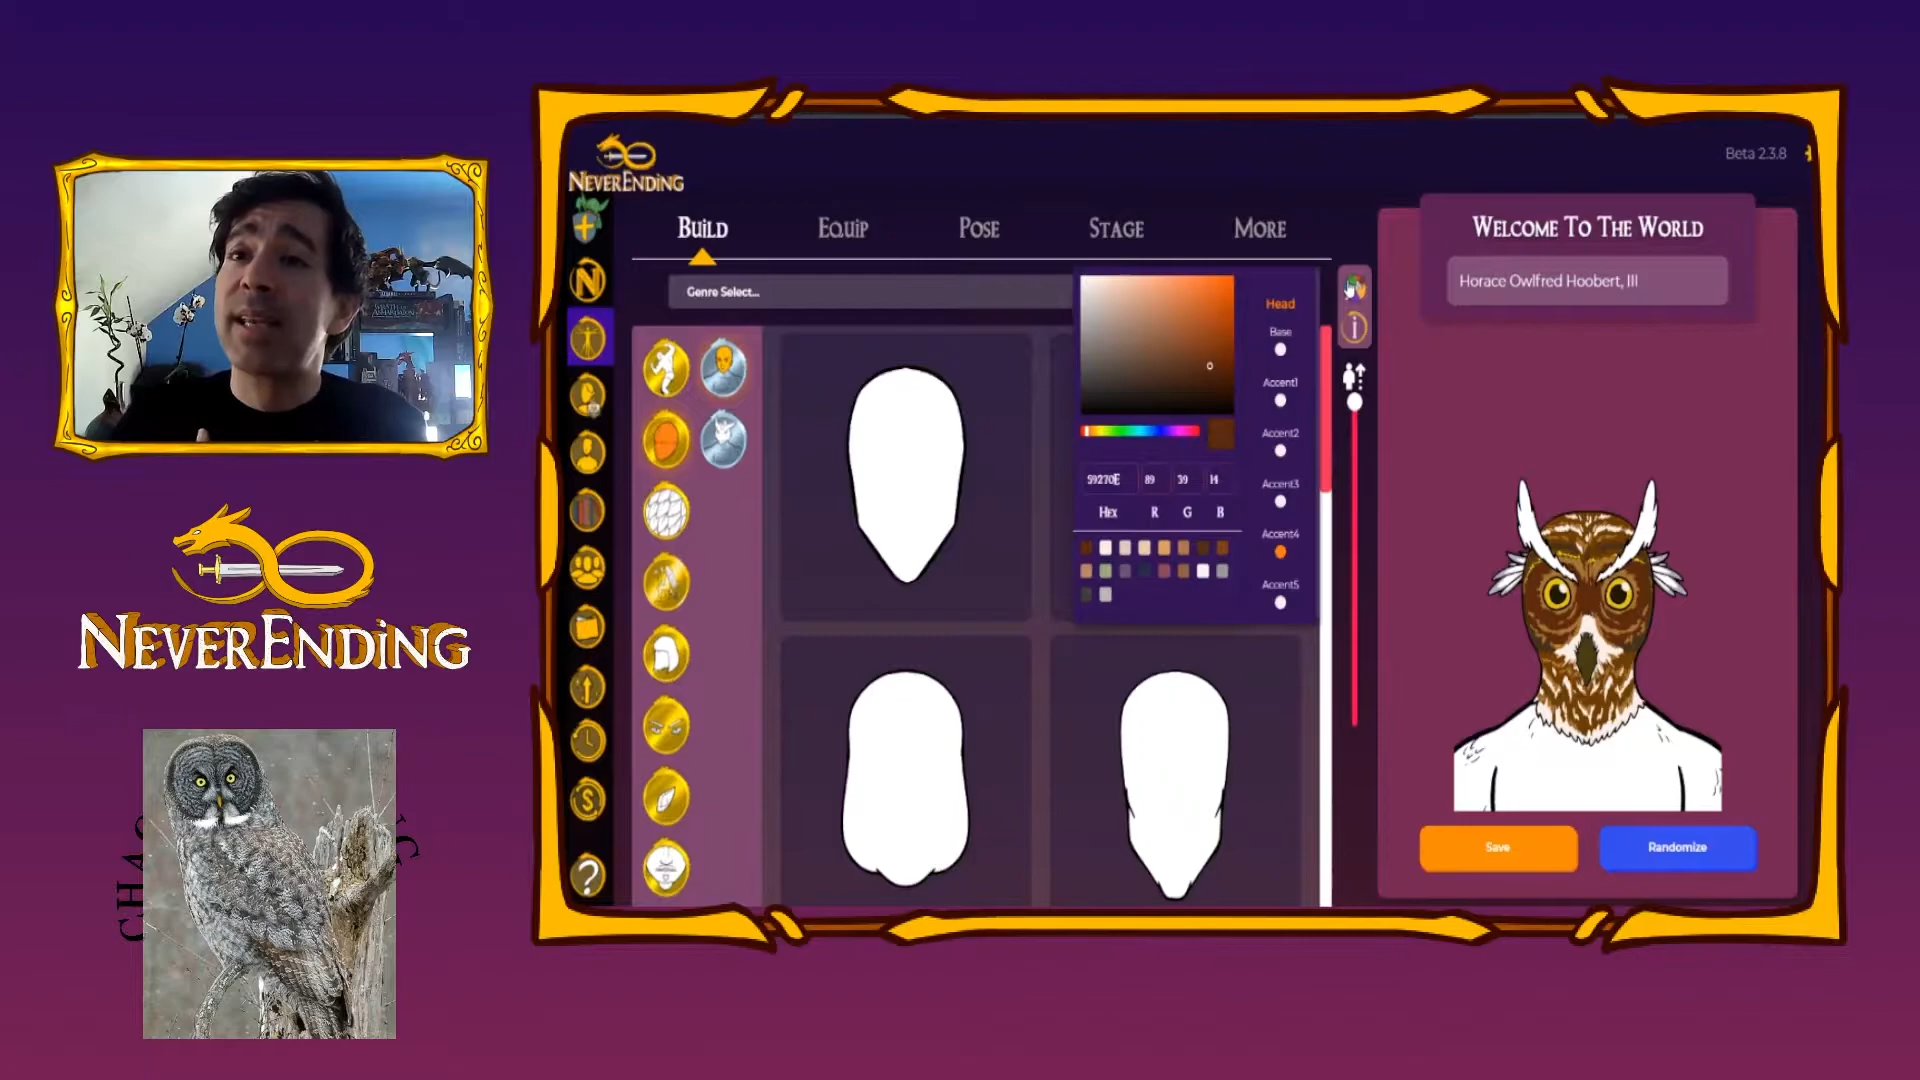 NEVERENDING
Beta 2.3.8
BUILD
EQUIP
POSE
STAGE
MORE
Genre Select...
Head
Base
Accent1
Accent2
Accent3
Accent4
Accent5
59270E
89
39
14
HEX
R
G
B
WELCOME TO THE WORLD
Horace Owlfred Hoobert, III
Save
Randomize
NEVERENDING
CHA